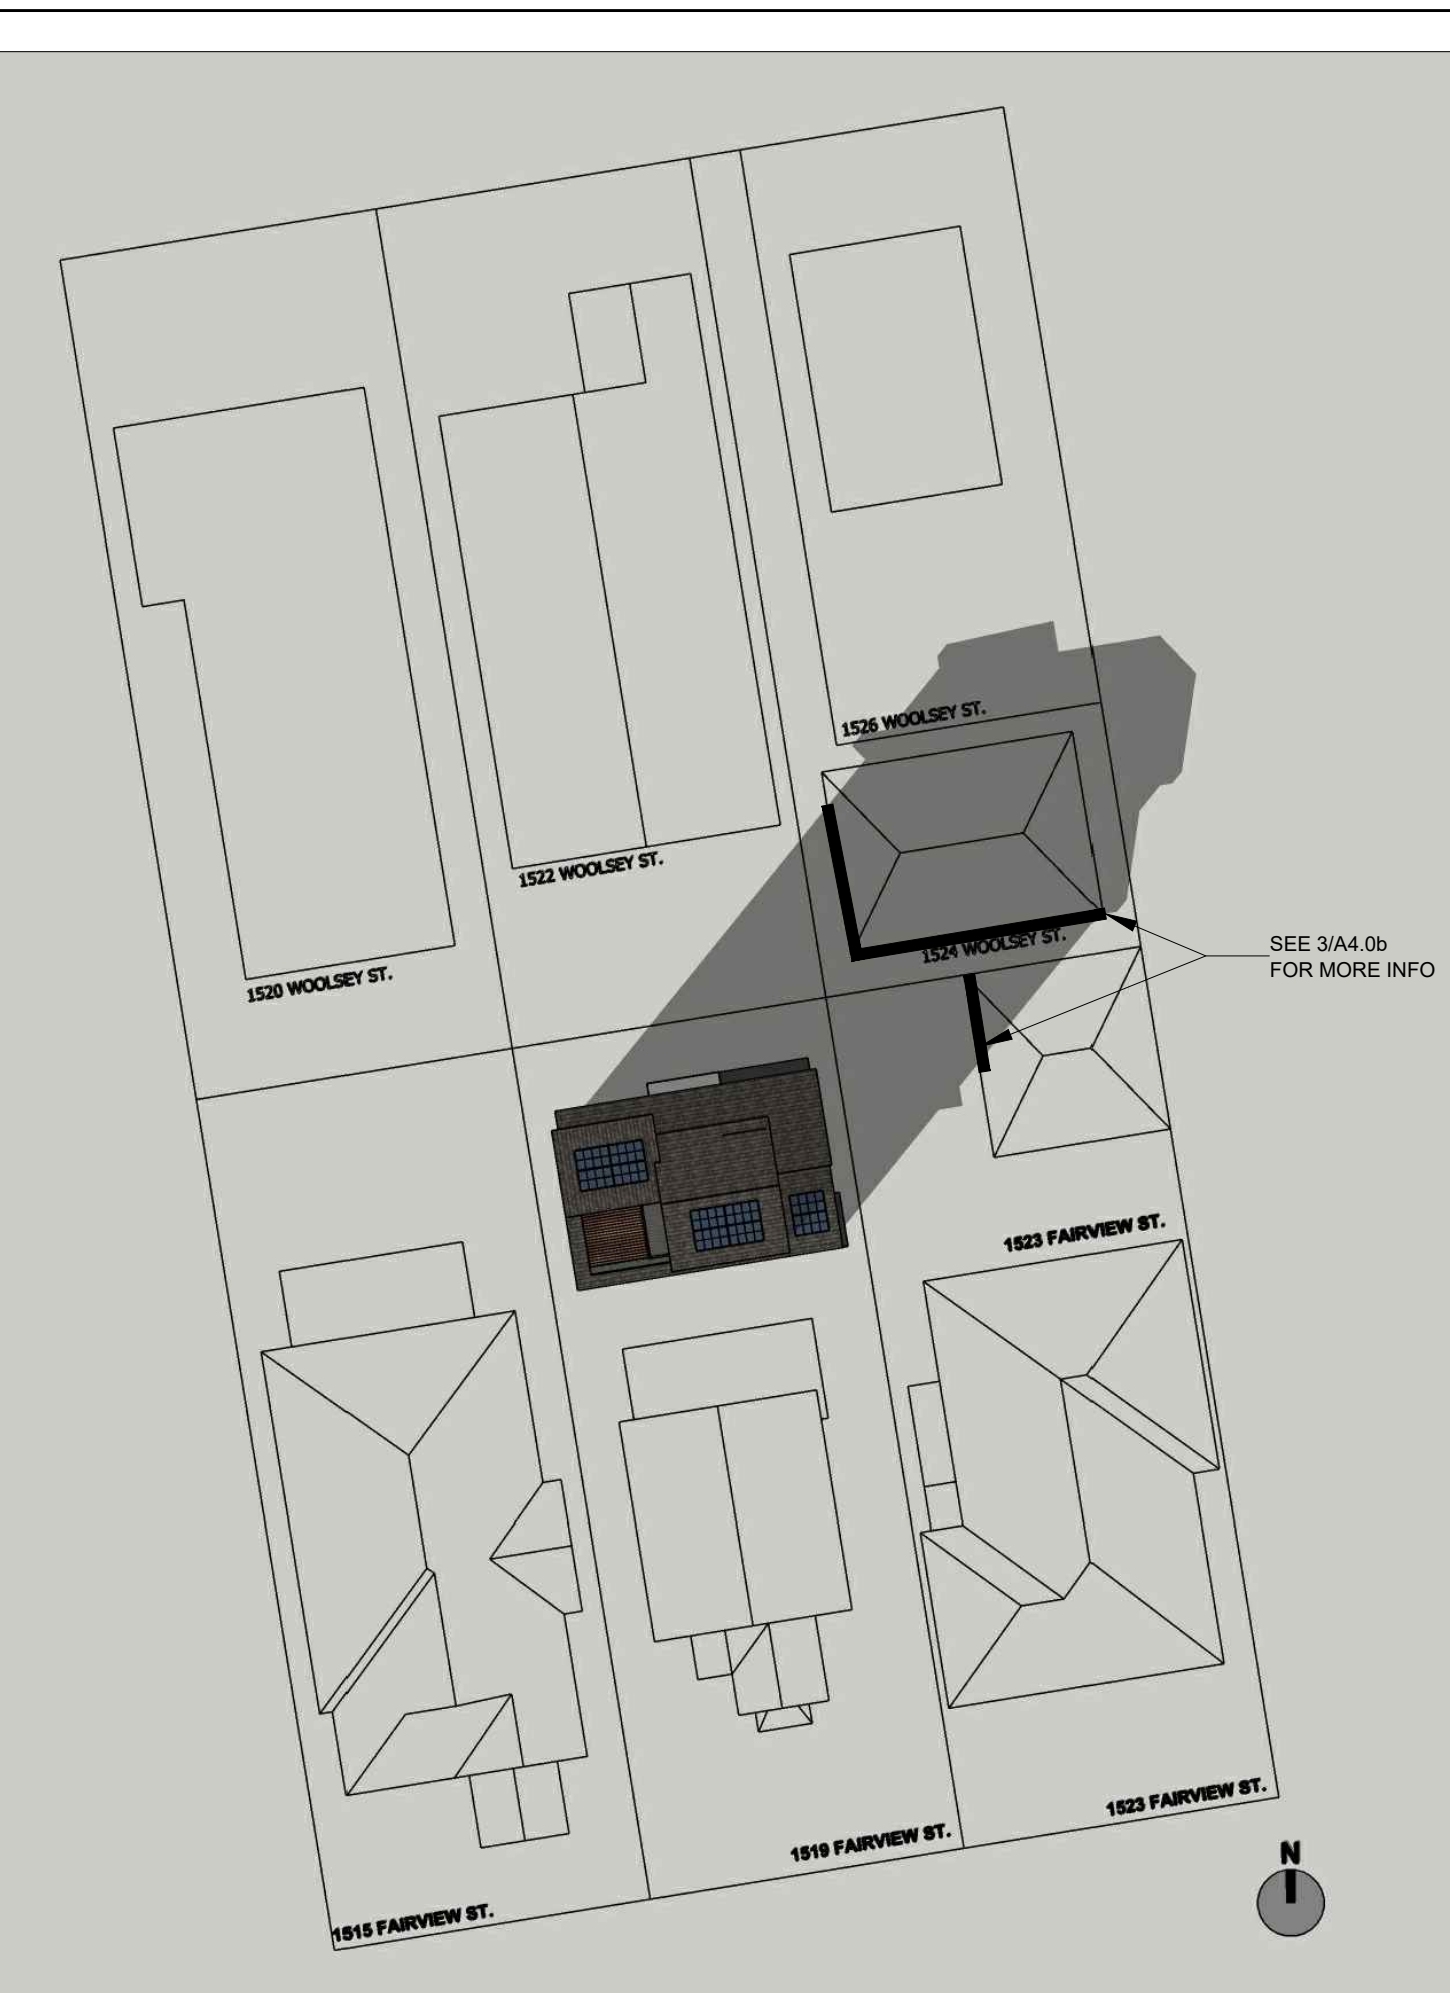 1526 WOOLSEY ST.
1522 WOOLSEY ST.
1524 WOOLSEY ST.
SEE 3/A4.0b
FOR MORE INFO
1520 WOOLSEY ST.
1523 FAIRVIEW ST.
1523 FAIRVIEW ST.
1519 FAIRVIEW ST.
N
1515 FAIRVIEW ST.